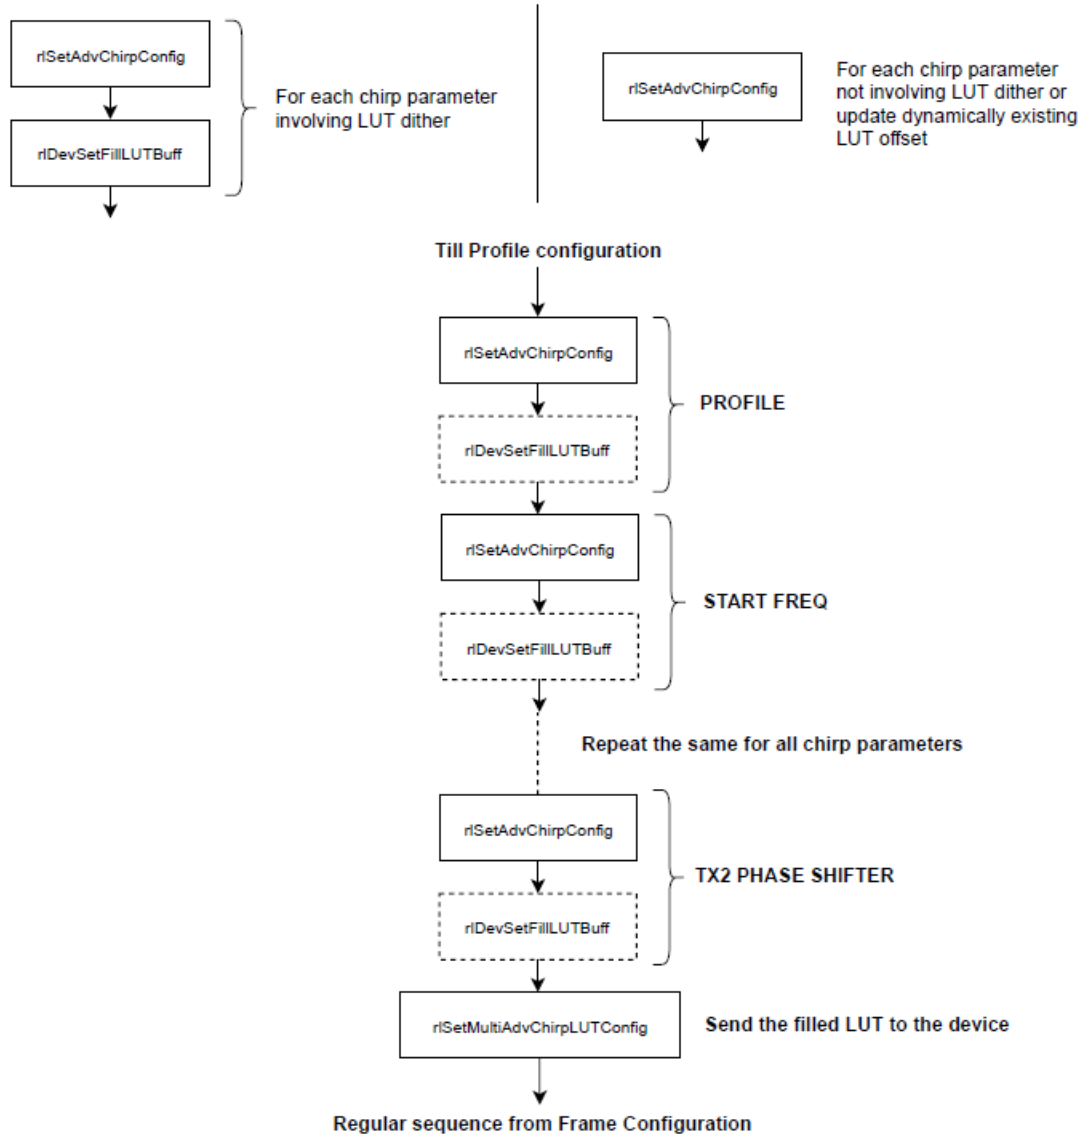 rlSetAdvChirpConfig
rlDevSetFillLUTBuff
For each chirp parameter
involving LUT dither
rlSetAdvChirpConfig
For each chirp parameter
not involving LUT dither or
update dynamically existing
LUT offset
Till Profile configuration
rlSetAdvChirpConfig
rlDevSetFillLUTBuff
PROFILE
rlSetAdvChirpConfig
rlDevSetFillLUTBuff
START FREQ
Repeat the same for all chirp parameters
rlSetAdvChirpConfig
rlDevSetFillLUTBuff
TX2 PHASE SHIFTER
rlSetMultiAdvChirpLUTConfig
Send the filled LUT to the device
Regular sequence from Frame Configuration